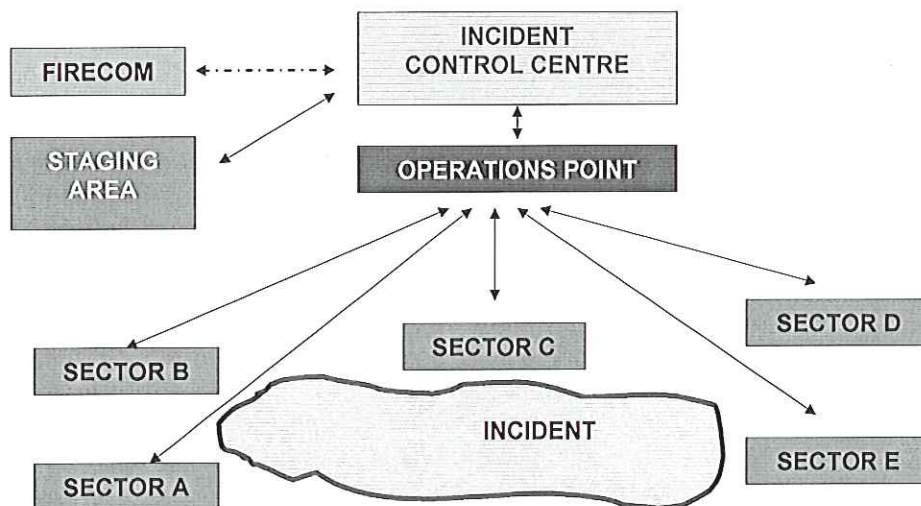 INCIDENT
CONTROL CENTRE
FIRECOM
STAGING
AREA
OPERATIONS POINT
SECTOR D
SECTOR C
SECTOR B
INCIDENT
SECTOR E
SECTOR A